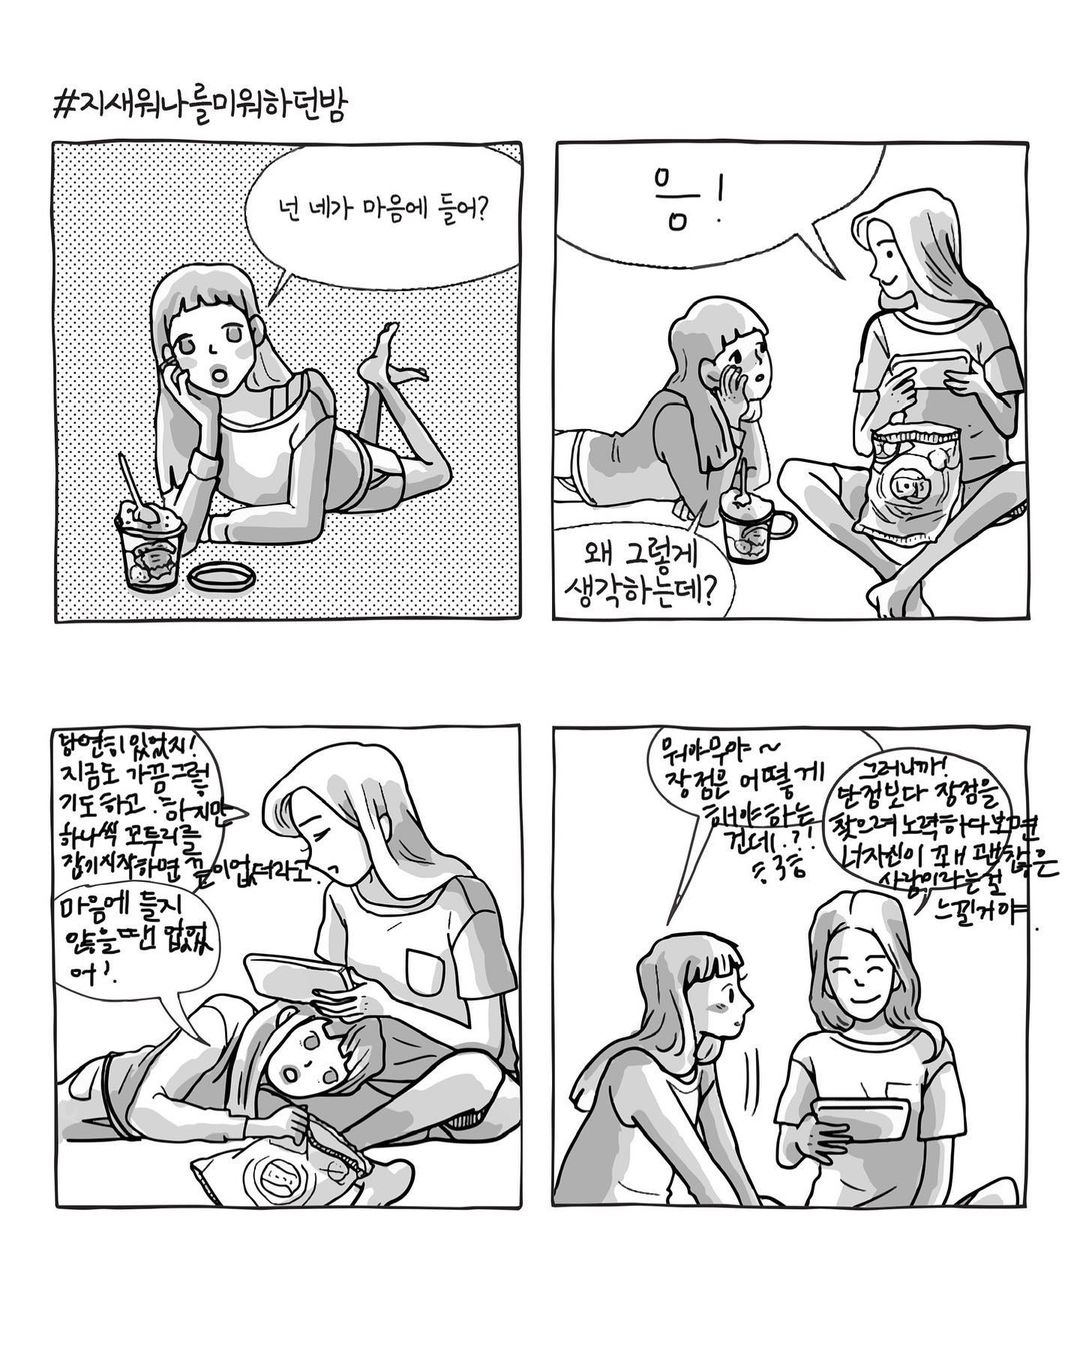 #지새워나를미워하던밤
넌 네가 마음에 들어?
음!
왜 그렇게
생각하는데?
당연히 있었지!
지금도 가끔 그렇
기도하고. 하지만
하나씩 꼬투리를
잡기시작하면 끝이없더라고.
마음에 들지
않을땐 없었
어!
뭐야무야~
장점은 어떻게
해야하는
건데.?!
그러니까!
단점보다 장점을
찾으려 노력하다보면
너자신이 꽤 괜찮은
사람이라는걸
느낄거야.